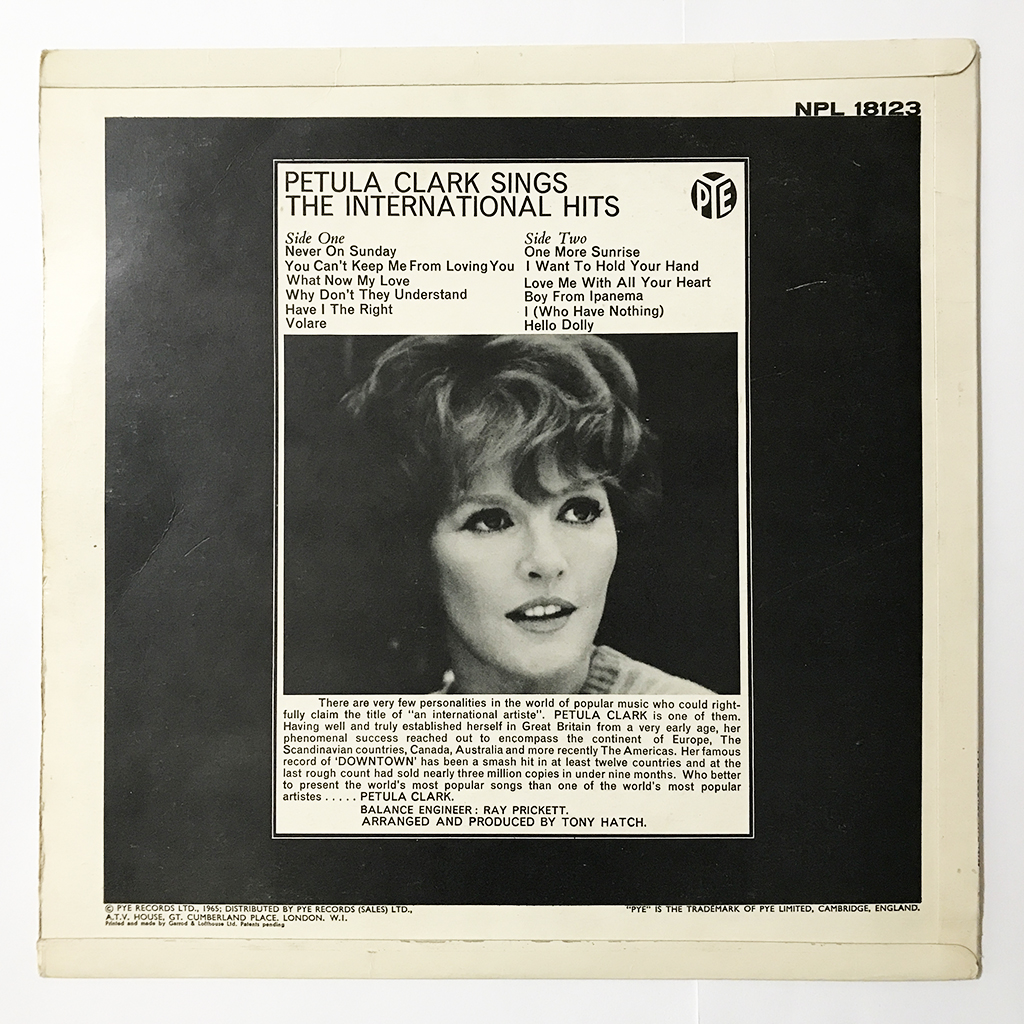 NPL 18123
PETULA CLARK SINGS
THE INTERNATIONAL HITS
PYE
Side One
Never On Sunday
You Can't Keep Me From Loving You
What Now My Love
Why Don't They Understand
Have I The Right
Volare
Side Two
One More Sunrise
I Want To Hold Your Hand
Love Me With All Your Heart
Boy From Ipanema
I (Who Have Nothing)
Hello Dolly
There are very few personalities in the world of popular music who could right-
fully claim the title of "an international artiste". PETULA CLARK is one of them.
Having well and truly established herself in Great Britain from a very early age, her
phenomenal success reached out to encompass the continent of Europe, The
Scandinavian countries, Canada, Australia and more recently The Americas. Her famous
record of 'DOWNTOWN' has been a smash hit in at least twelve countries and at the
last rough count had sold nearly three million copies in under nine months. Who better
to present the world's most popular songs than one of the world's most popular
artistes ..... PETULA CLARK.
BALANCE ENGINEER: RAY PRICKETT.
ARRANGED AND PRODUCED BY TONY HATCH.
© PYE RECORDS LTD., 1965; DISTRIBUTED BY PYE RECORDS (SALES) LTD.,
A.T.V. HOUSE, GT. CUMBERLAND PLACE, LONDON. W.1.
Printed and made by Garrod & Lofthouse Ltd. Patents pending
"PYE" IS THE TRADEMARK OF PYE LIMITED, CAMBRIDGE, ENGLAND.